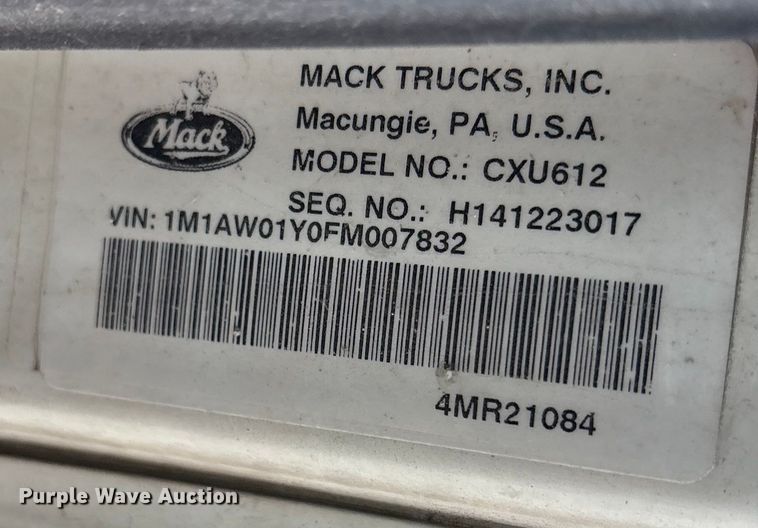 Mack
MACK TRUCKS, INC.
Macungie, PA, U.S.A.
MODEL NO.: CXU612
SEQ. NO.: H141223017
VIN: 1M1AW01Y0FM007832
4MR21084
Purple Wave Auction